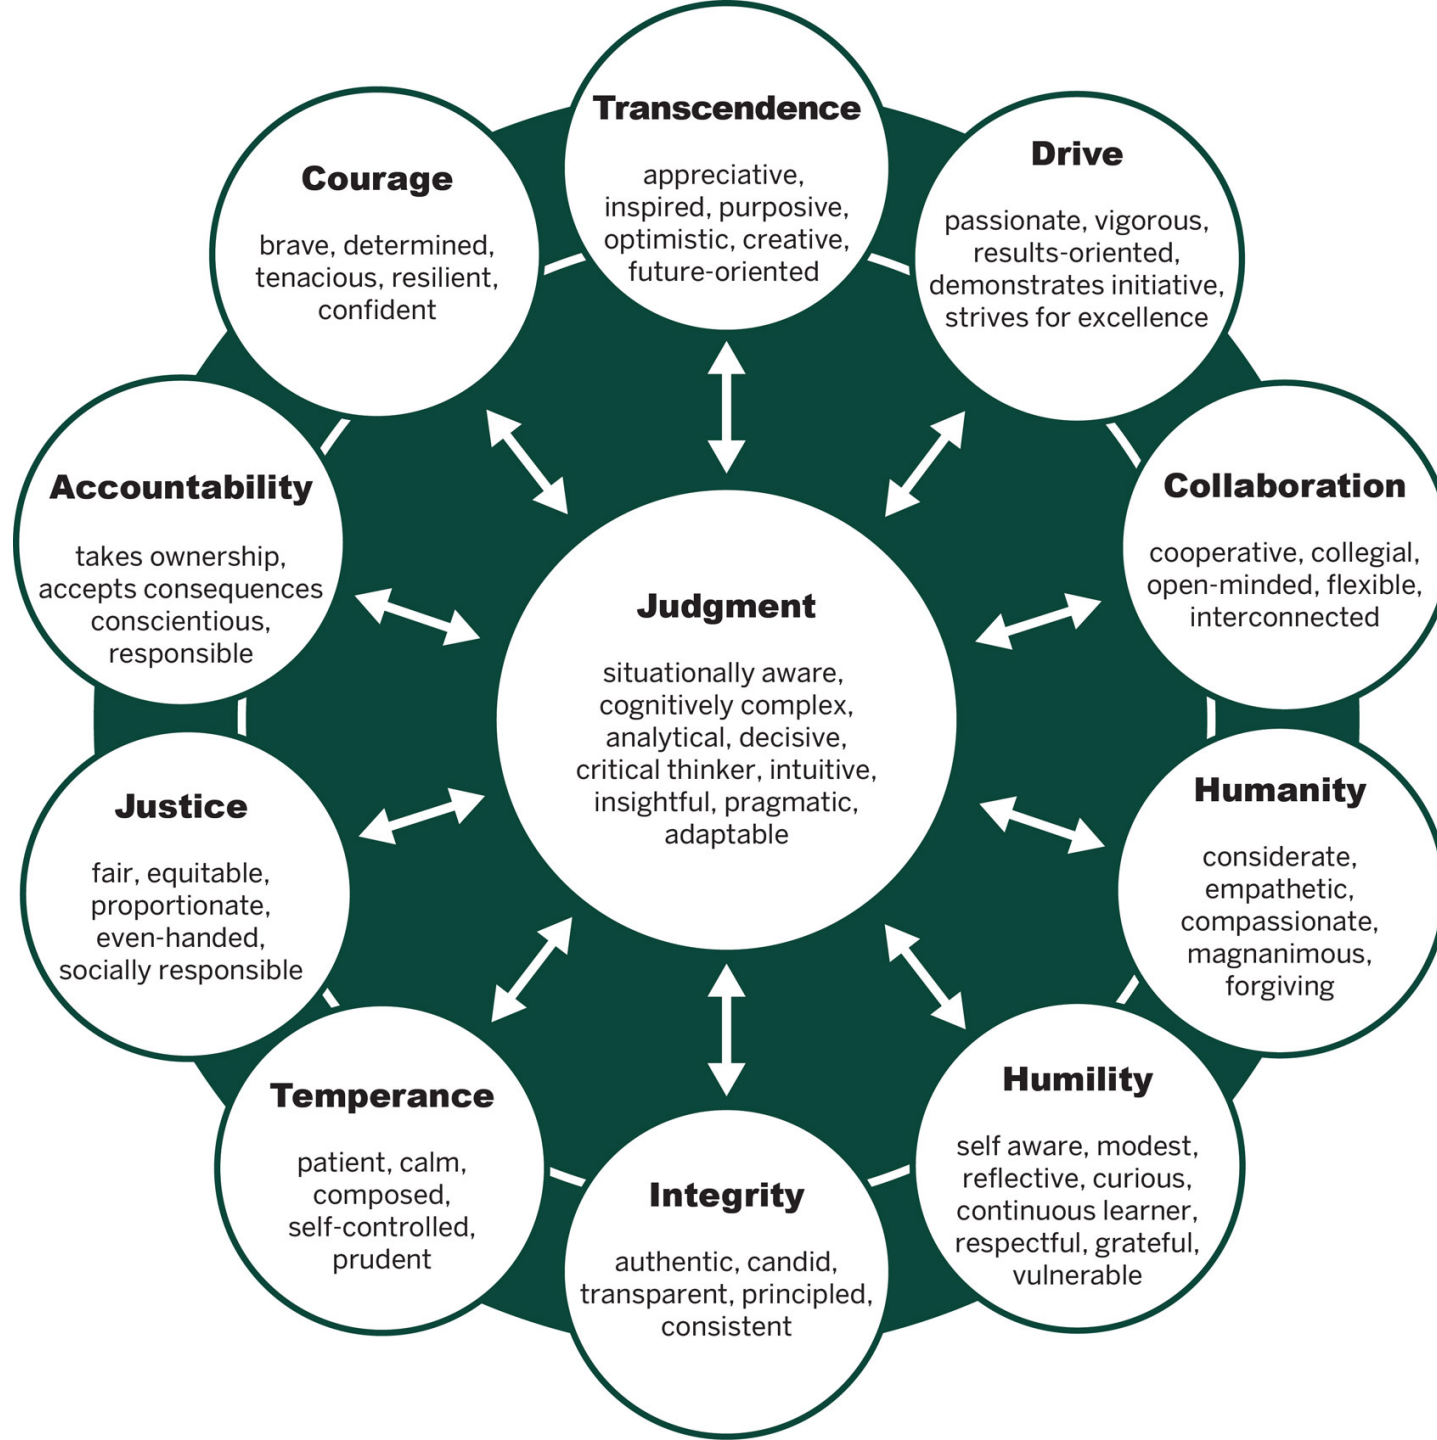 Transcendence
appreciative,
inspired, purposive,
optimistic, creative,
future-oriented
Drive
passionate, vigorous,
results-oriented,
demonstrates initiative,
strives for excellence
Collaboration
cooperative, collegial,
open-minded, flexible,
interconnected
Humanity
considerate,
empathetic,
compassionate,
magnanimous,
forgiving
Humility
self aware, modest,
reflective, curious,
continuous learner,
respectful, grateful,
vulnerable
Integrity
authentic, candid,
transparent, principled,
consistent
Temperance
patient, calm,
composed,
self-controlled,
prudent
Justice
fair, equitable,
proportionate,
even-handed,
socially responsible
Accountability
takes ownership,
accepts consequences
conscientious,
responsible
Courage
brave, determined,
tenacious, resilient,
confident
Judgment
situationally aware,
cognitively complex,
analytical, decisive,
critical thinker, intuitive,
insightful, pragmatic,
adaptable